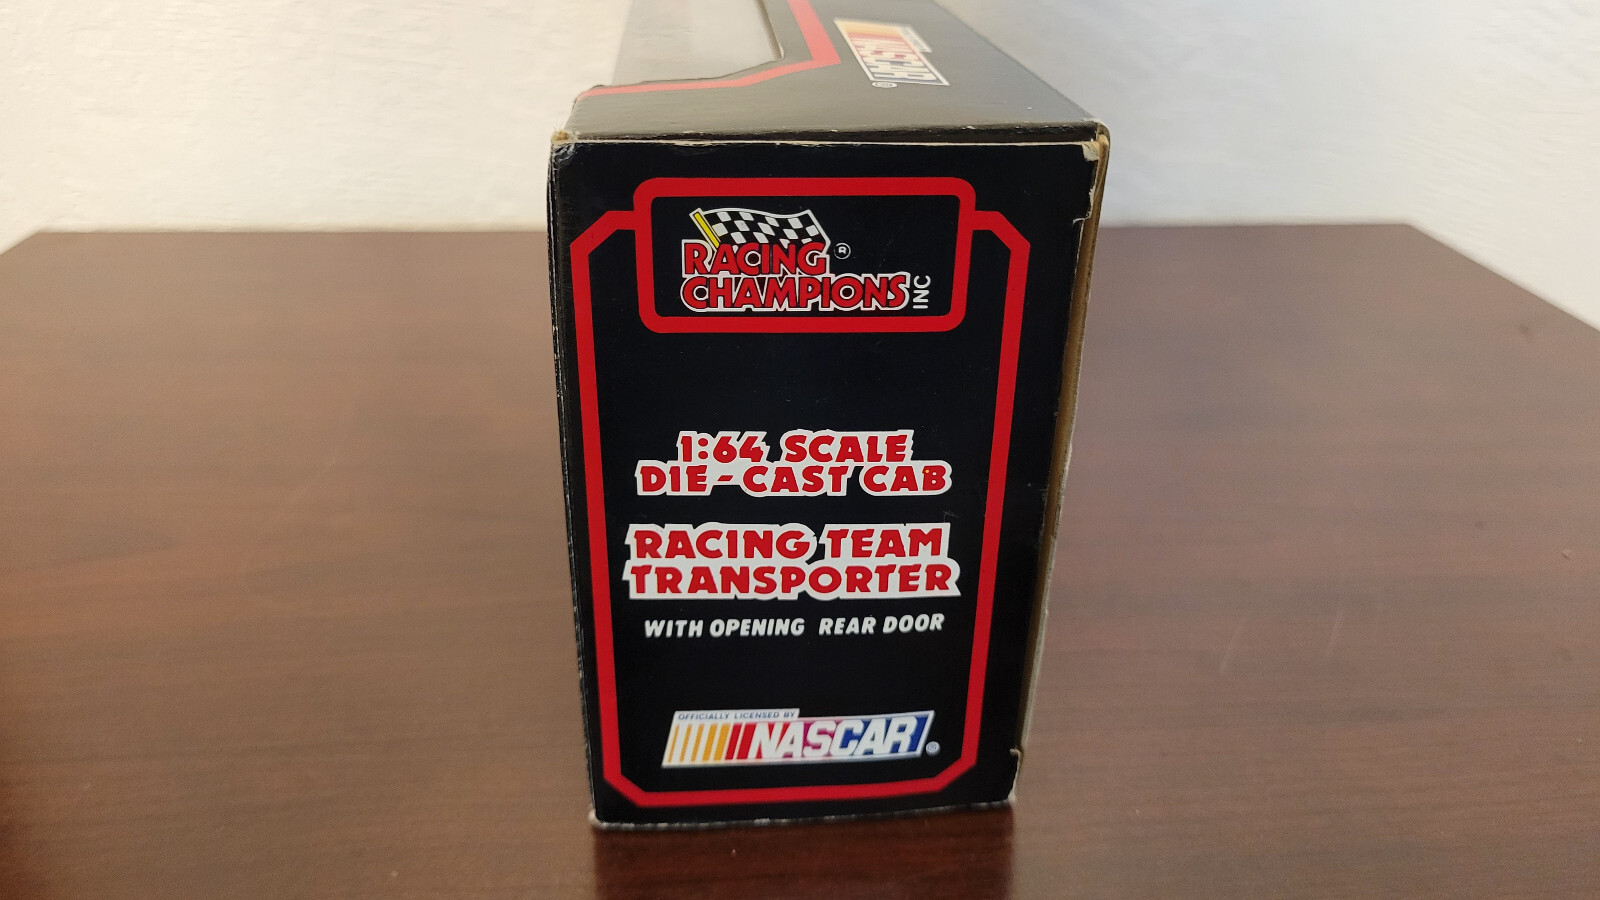 NASCAR
®
RACING ®
CHAMPIONS INC
1:64 SCALE
DIE-CAST CAB
RACING TEAM
TRANSPORTER
WITH OPENING REAR DOOR
OFFICIALLY LICENSED BY
NASCAR ®